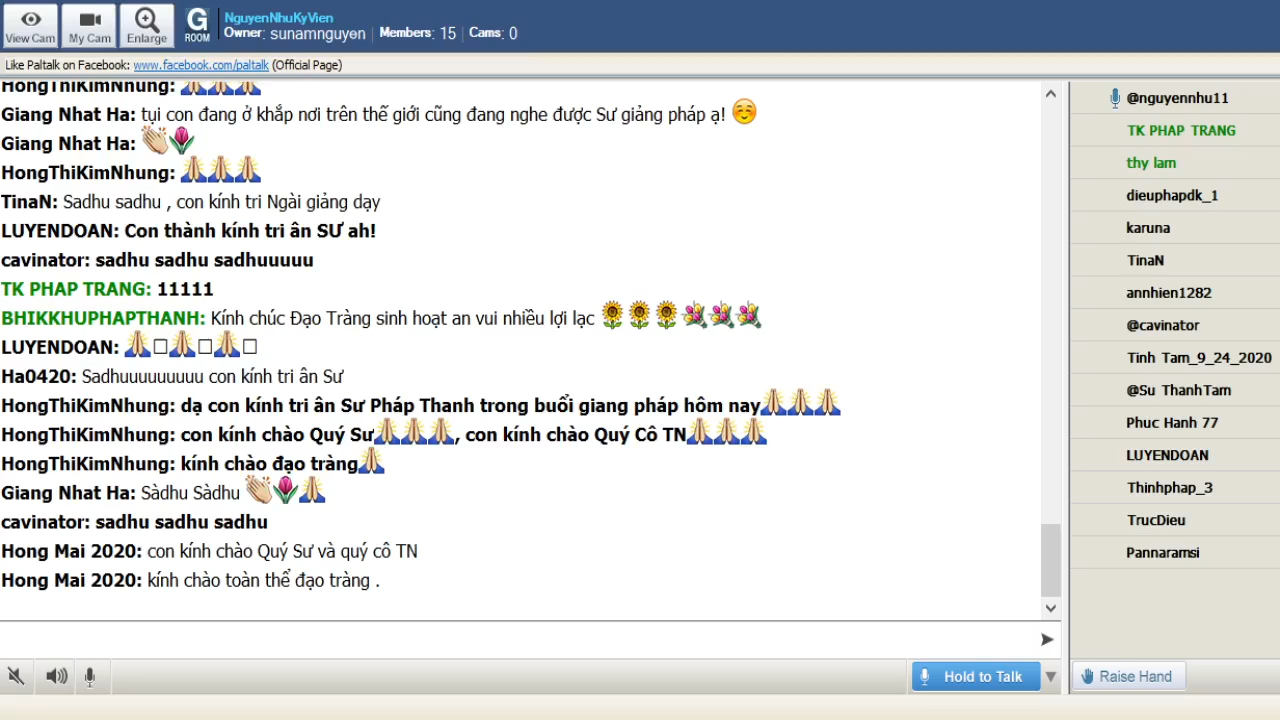 View Cam
My Cam
Enlarge
G
ROOM
NguyenNhuKyVien
Owner: sunamnguyen | Members: 15 | Cams: 0
Like Paltalk on Facebook: www.facebook.com/paltalk (Official Page)
HongThiKimNhung: 🙏🙏🙏
Giang Nhat Ha: tụi con đang ở khắp nơi trên thế giới cũng đang nghe được Sư giảng pháp ạ! ☺️
Giang Nhat Ha: 👏🌷
HongThiKimNhung: 🙏🙏🙏
TinaN: Sadhu sadhu , con kính tri Ngài giảng dạy
LUYENDOAN: Con thành kính tri ân SƯ ah!
cavinator: sadhu sadhu sadhuuuuu
TK PHAP TRANG: 11111
BHIKKHUPHAPTHANH: Kính chúc Đạo Tràng sinh hoạt an vui nhiều lợi lạc 🌻🌻🌻💐💐💐
LUYENDOAN: 🙏□🙏□🙏□
Ha0420: Sadhuuuuuuuuu con kính tri ân Sư
HongThiKimNhung: dạ con kính tri ân Sư Pháp Thanh trong buổi giang pháp hôm nay🙏🙏🙏
HongThiKimNhung: con kính chào Quý Sư🙏🙏🙏, con kính chào Quý Cô TN🙏🙏🙏
HongThiKimNhung: kính chào đạo tràng🙏
Giang Nhat Ha: Sàdhu Sàdhu 👏🌷🙏
cavinator: sadhu sadhu sadhu
Hong Mai 2020: con kính chào Quý Sư và quý cô TN
Hong Mai 2020: kính chào toàn thể đạo tràng .
Hold to Talk
@nguyennhu11
TK PHAP TRANG
thy lam
dieuphapdk_1
karuna
TinaN
annhien1282
@cavinator
Tinh Tam_9_24_2020
@Su ThanhTam
Phuc Hanh 77
LUYENDOAN
Thinhphap_3
TrucDieu
Pannaramsi
Raise Hand